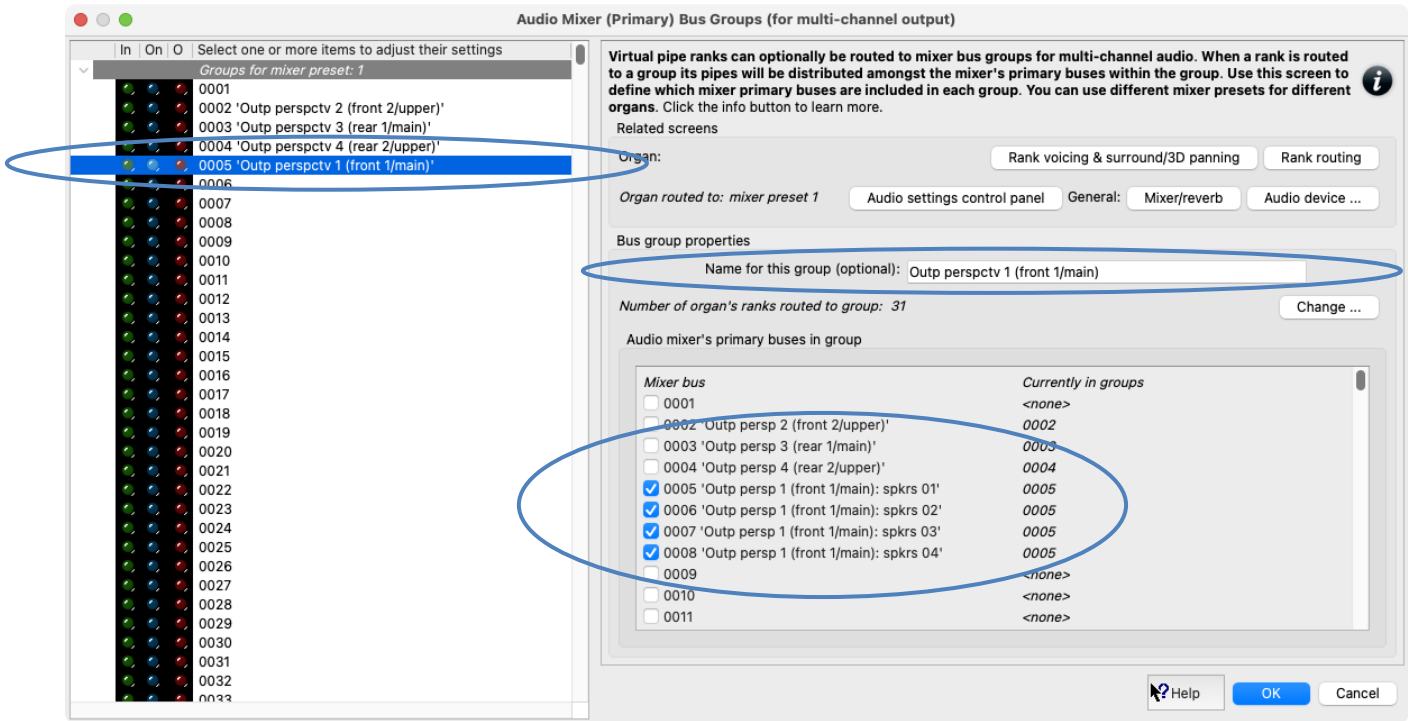 Audio Mixer (Primary) Bus Groups (for multi-channel output)
In On O Select one or more items to adjust their settings
Groups for mixer preset: 1
0001
0002 'Outp perspctv 2 (front 2/upper)'
0003 'Outp perspctv 3 (rear 1/main)'
0004 'Outp perspctv 4 (rear 2/upper)'
0005 'Outp perspctv 1 (front 1/main)'
0006
0007
0008
0009
0010
0011
0012
0013
0014
0015
0016
0017
0018
0019
0020
0021
0022
0023
0024
0025
0026
0027
0028
0029
0030
0031
0032
0033
Virtual pipe ranks can optionally be routed to mixer bus groups for multi-channel audio. When a rank is routed
to a group its pipes will be distributed amongst the mixer's primary buses within the group. Use this screen to
define which mixer primary buses are included in each group. You can use different mixer presets for different
organs. Click the info button to learn more.
i
Related screens
Organ: Rank voicing & surround/3D panning Rank routing
Organ routed to: mixer preset 1 Audio settings control panel General: Mixer/reverb Audio device ...
Bus group properties
Name for this group (optional): Outp perspctv 1 (front 1/main)
Number of organ's ranks routed to group: 31 Change ...
Audio mixer's primary buses in group
Mixer bus Currently in groups
0001 <none>
0002 'Outp persp 2 (front 2/upper)' 0002
0003 'Outp persp 3 (rear 1/main)' 0003
0004 'Outp persp 4 (rear 2/upper)' 0004
0005 'Outp persp 1 (front 1/main): spkrs 01' 0005
0006 'Outp persp 1 (front 1/main): spkrs 02' 0005
0007 'Outp persp 1 (front 1/main): spkrs 03' 0005
0008 'Outp persp 1 (front 1/main): spkrs 04' 0005
0009 <none>
0010 <none>
0011 <none>
? Help OK Cancel